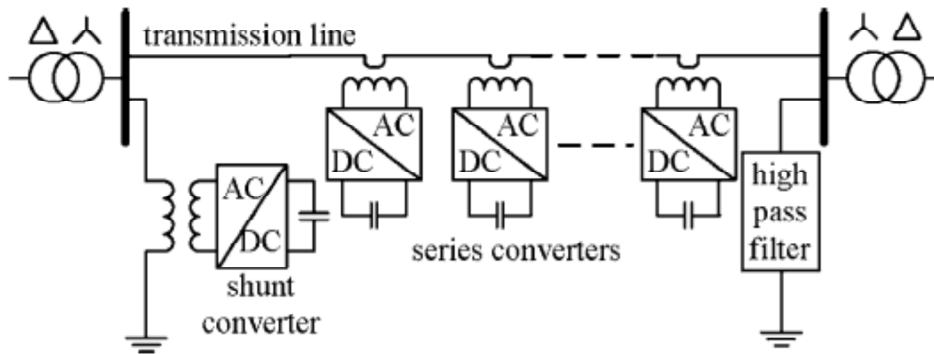 transmission line
AC
DC
AC
DC
AC
DC
AC
DC
high
pass
filter
series converters
shunt
converter